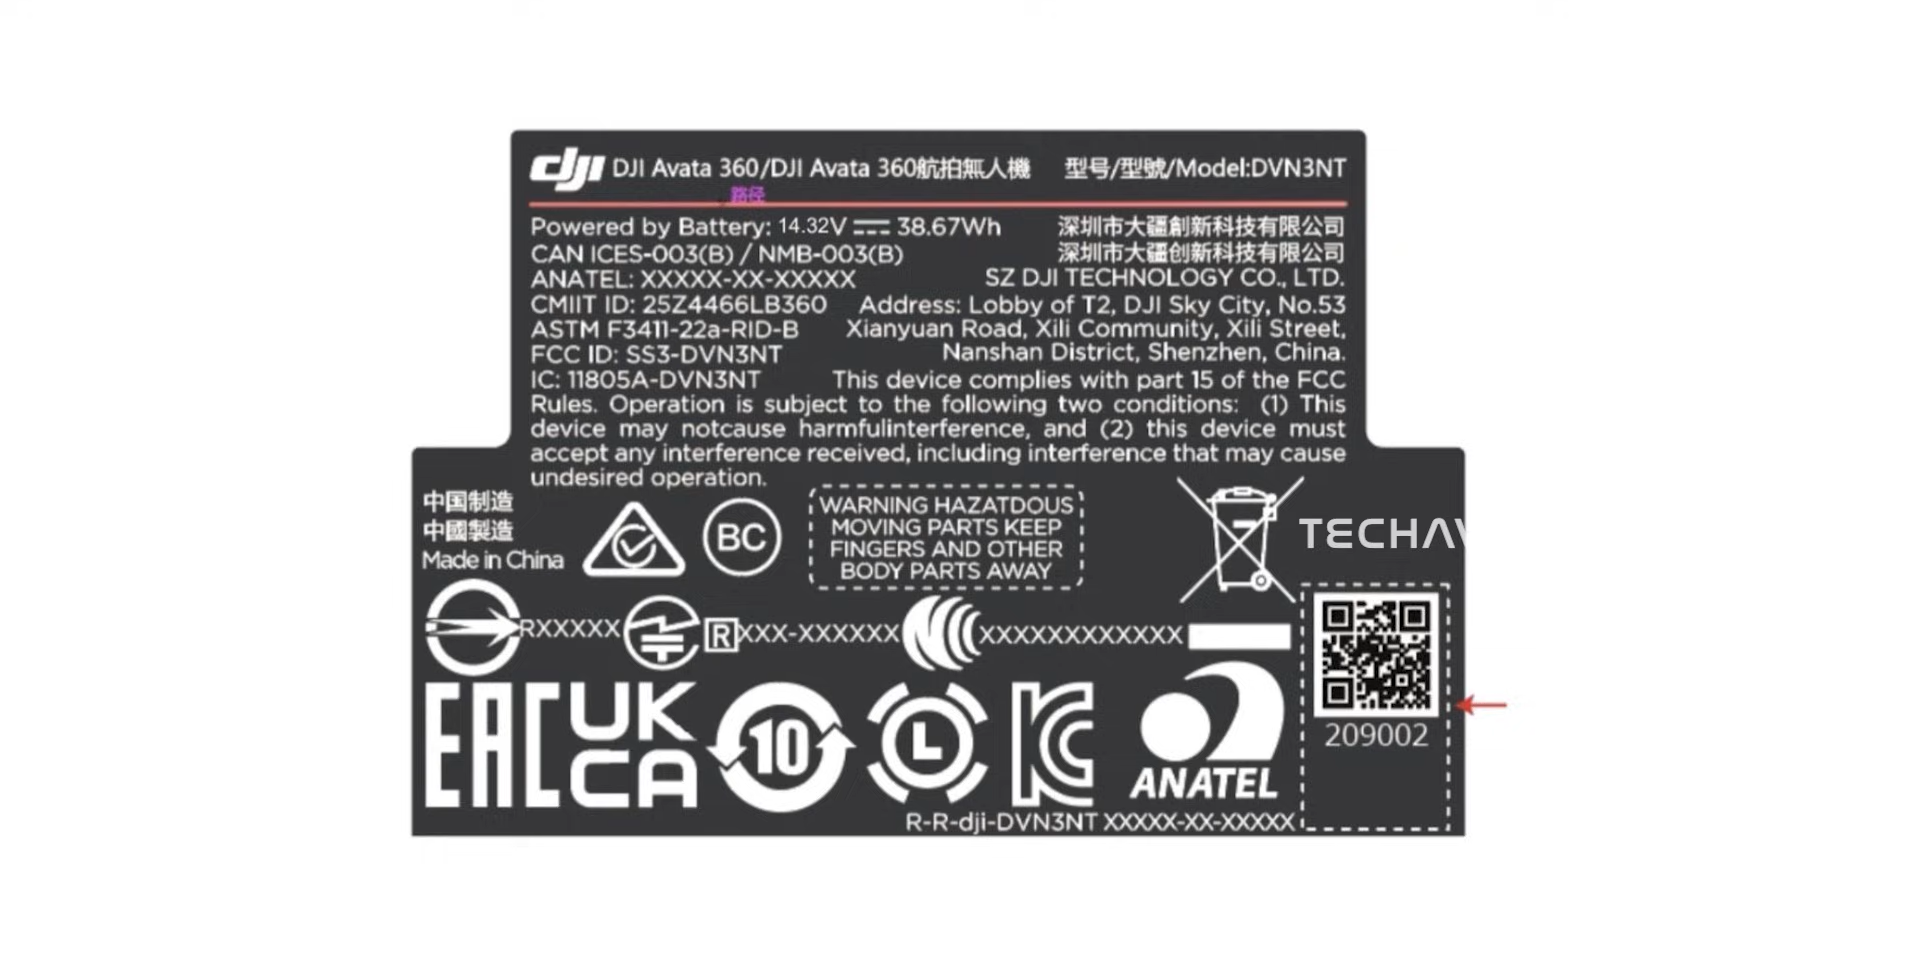 dji DJI Avata 360/DJI Avata 360航拍無人機 型号/型號/Model:DVN3NT
路径
Powered by Battery: 14.32V 38.67Wh 深圳市大疆創新科技有限公司
CAN ICES-003(B) / NMB-003(B) 深圳市大疆创新科技有限公司
ANATEL: XXXXX-XX-XXXXX SZ DJI TECHNOLOGY CO., LTD.
CMIIT ID: 25Z4466LB360 Address: Lobby of T2, DJI Sky City, No.53
ASTM F3411-22a-RID-B Xianyuan Road, Xili Community, Xili Street,
FCC ID: SS3-DVN3NT Nanshan District, Shenzhen, China.
IC: 11805A-DVN3NT This device complies with part 15 of the FCC
Rules. Operation is subject to the following two conditions: (1) This
device may notcause harmfulinterference, and (2) this device must
accept any interference received, including interference that may cause
undesired operation.
中国制造
中國製造
Made in China
BC
WARNING HAZATDOUS
MOVING PARTS KEEP
FINGERS AND OTHER
BODY PARTS AWAY
TECHAV
RXXXXX R XXX-XXXXXX XXXXXXXXXXXX
EAC UK CA 10 L KC ANATEL
209002
R-R-dji-DVN3NT XXXXX-XX-XXXXX